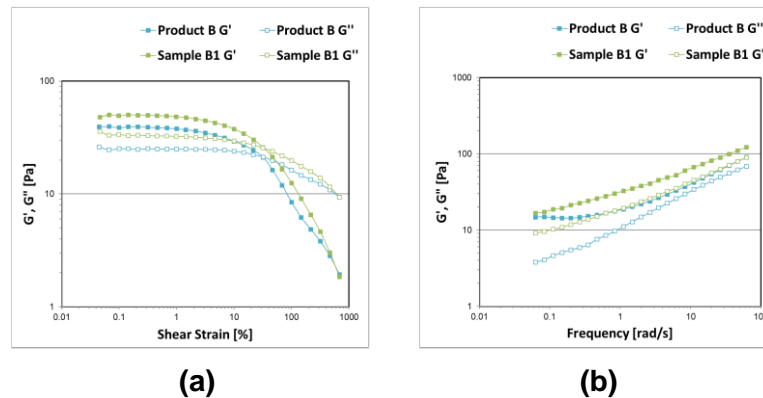 Product B G' Product B G''
Sample B1 G' Sample B1 G''
100
10
1
G', G'' [Pa]
0.01 0.1 1 10 100 1000
Shear Strain [%]
(a)
Product B G' Product B G''
Sample B1 G' Sample B1 G''
1000
100
10
1
G', G'' [Pa]
0.01 0.1 1 10
Frequency [rad/s]
(b)